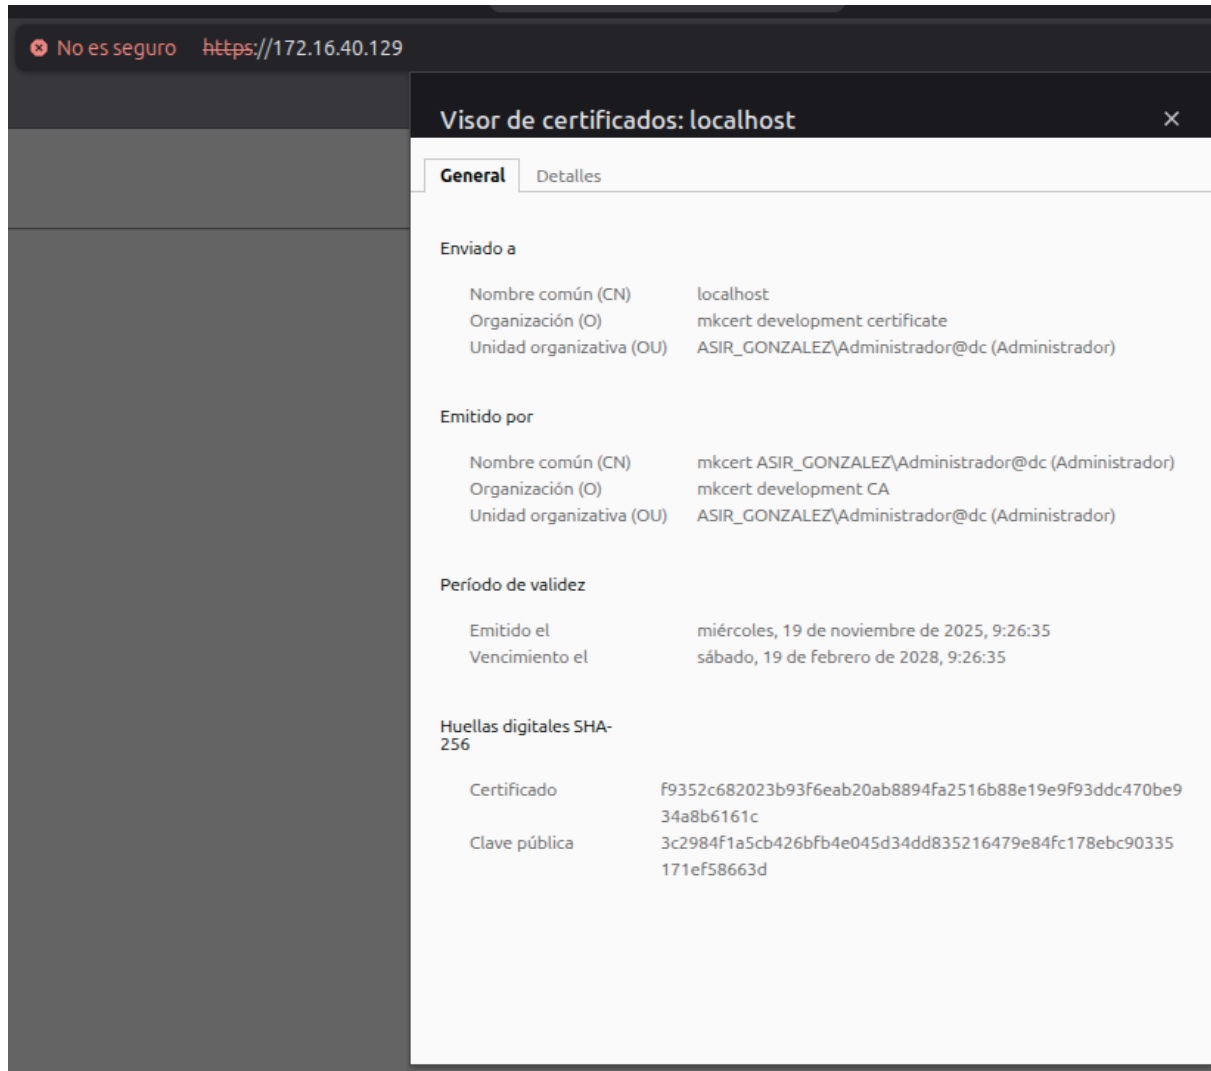 No es seguro https://172.16.40.129
Visor de certificados: localhost
General Detalles
Enviado a
Nombre común (CN) localhost
Organización (O) mkcert development certificate
Unidad organizativa (OU) ASIR_GONZALEZ\Administrador@dc (Administrador)
Emitido por
Nombre común (CN) mkcert ASIR_GONZALEZ\Administrador@dc (Administrador)
Organización (O) mkcert development CA
Unidad organizativa (OU) ASIR_GONZALEZ\Administrador@dc (Administrador)
Período de validez
Emitido el miércoles, 19 de noviembre de 2025, 9:26:35
Vencimiento el sábado, 19 de febrero de 2028, 9:26:35
Huellas digitales SHA-
256
Certificado f9352c682023b93f6eab20ab8894fa2516b88e19e9f93ddc470be9
34a8b6161c
Clave pública 3c2984f1a5cb426bfb4e045d34dd835216479e84fc178ebc90335
171ef58663d